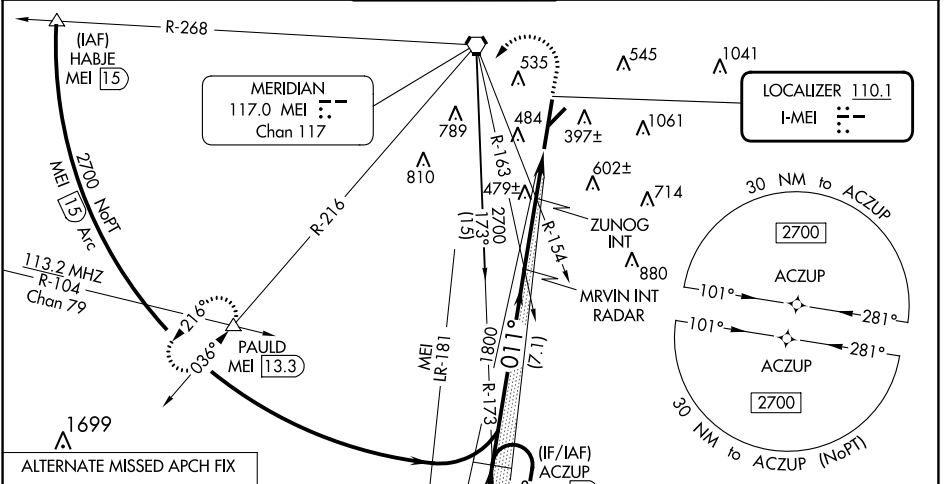 R-268
(IAF)
HABJE
MEI 15
MERIDIAN
117.0 MEI
Chan 117
535
545
1041
LOCALIZER 110.1
I-MEI
789
484
397±
1061
810
R-163
479±
602±
714
2700 NoPT
MEI 15 Arc
R-216
2700
173°
(15)
R-154
ZUNOG
INT
880
MRVIN INT
RADAR
30 NM to ACZUP
2700
ACZUP
101°
281°
101°
281°
ACZUP
2700
30 NM to ACZUP (NoPT)
113.2 MHZ
R-104
Chan 79
216°
036°
PAULD
MEI 13.3
MEI
LR-181
1800
R-173
011°
(7.1)
1699
ALTERNATE MISSED APCH FIX
(IF/IAF)
ACZUP